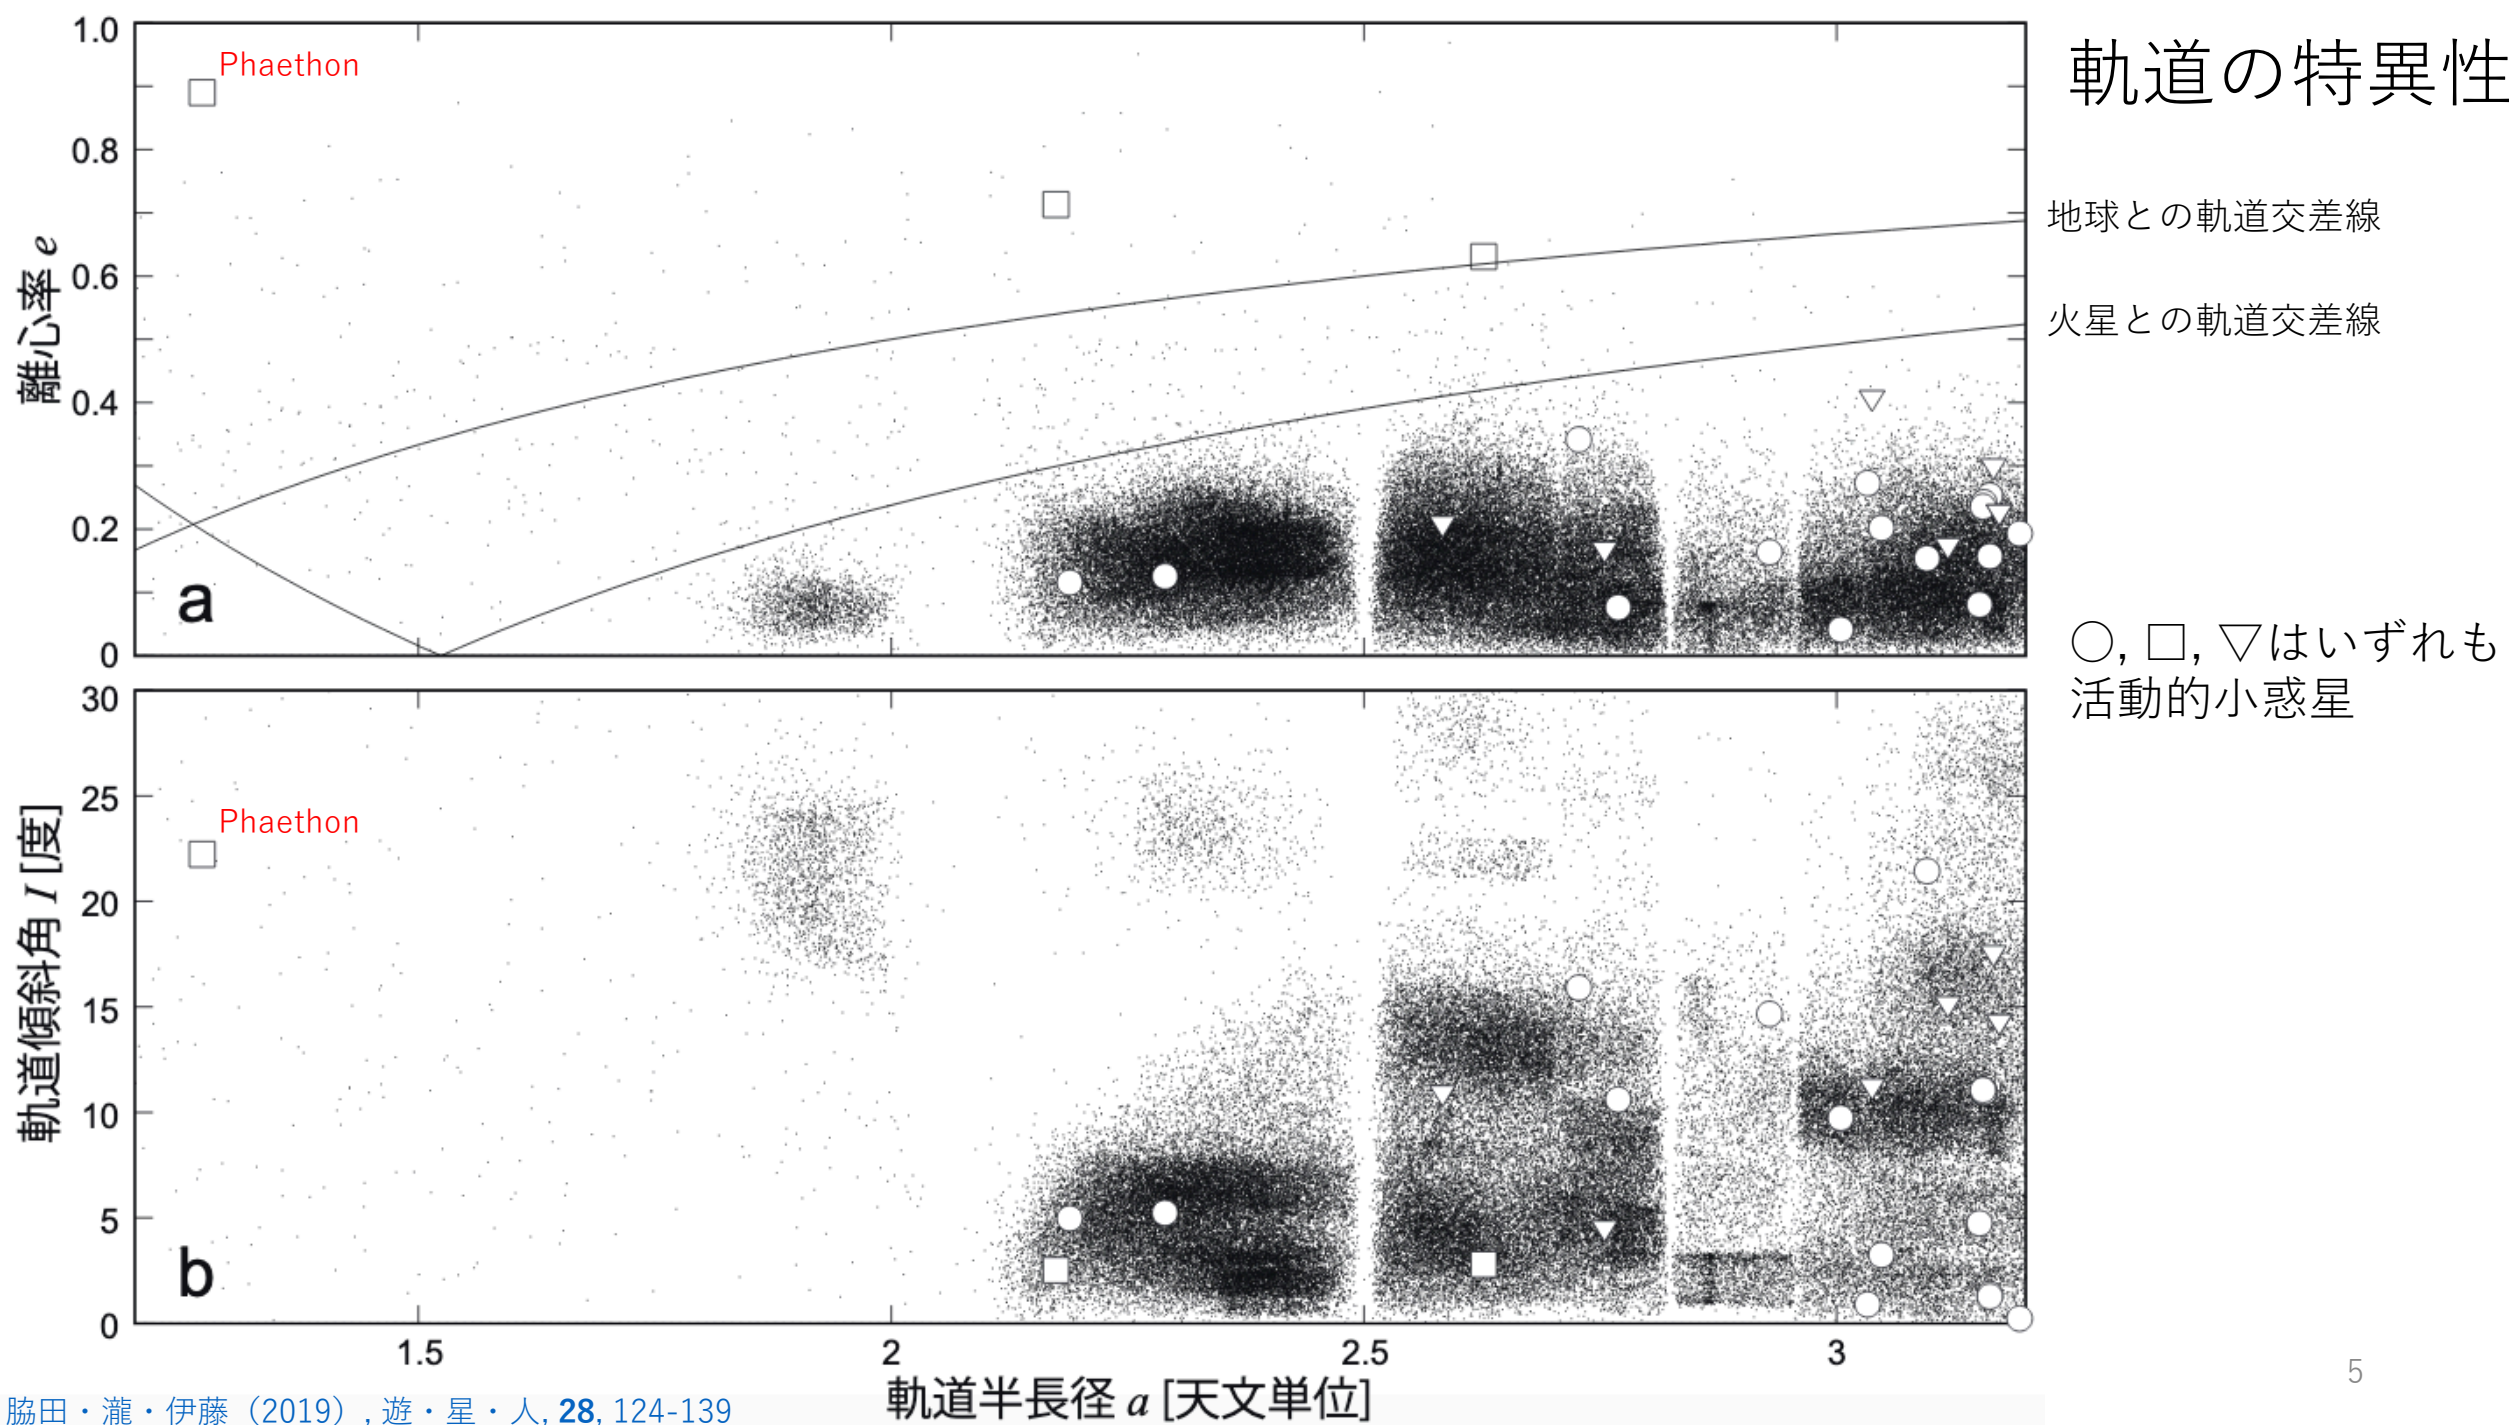 軌道の特異性
1.0
0.8
0.6
0.4
0.2
0
離心率 e
Phaethon
a
地球との軌道交差線
火星との軌道交差線
○, □, ▽はいずれも
活動的小惑星
30
25
20
15
10
5
0
軌道傾斜角 I [度]
Phaethon
b
1.5
2
2.5
3
軌道半長径 a [天文単位]
脇田・瀧・伊藤（2019）, 遊・星・人, 28, 124-139
5